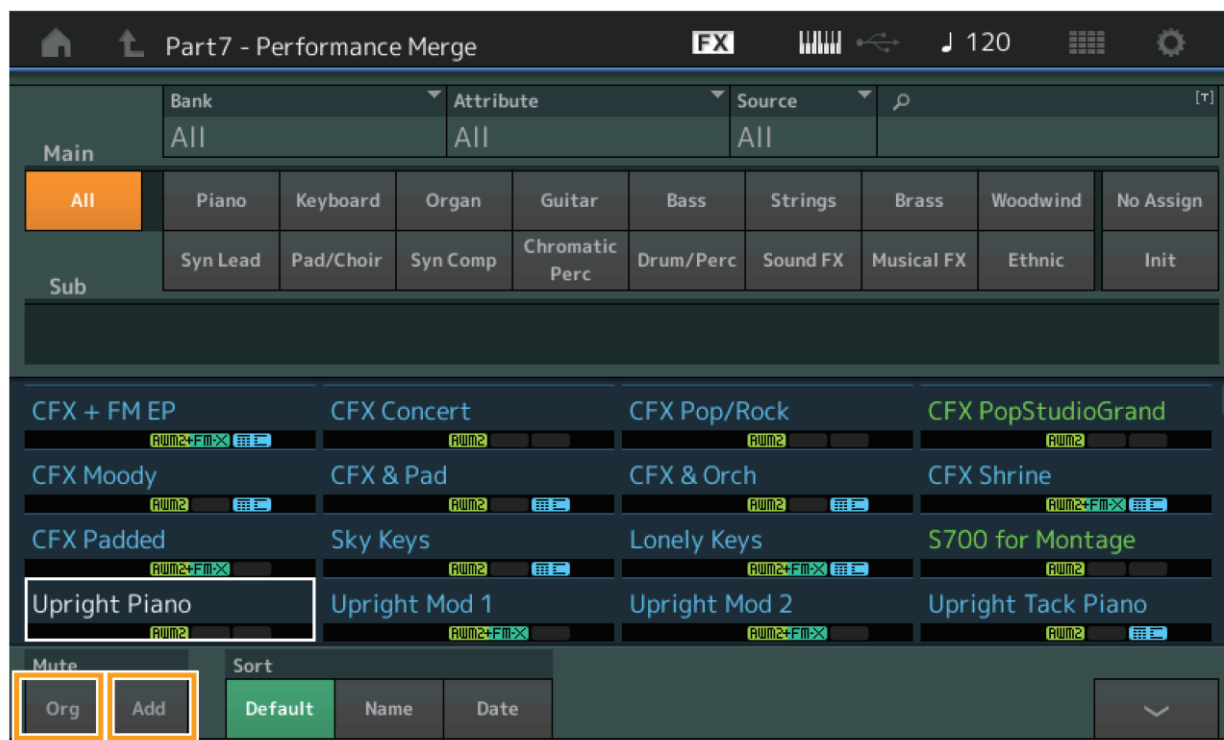 Part7 - Performance Merge FX ♩ 120
Bank Attribute Source [T]
Main All All All
All Piano Keyboard Organ Guitar Bass Strings Brass Woodwind No Assign
Sub Syn Lead Pad/Choir Syn Comp Chromatic Perc Drum/Perc Sound FX Musical FX Ethnic Init
CFX + FM EP CFX Concert CFX Pop/Rock CFX PopStudioGrand
AWM2+FM-X AWM2 AWM2 AWM2
CFX Moody CFX & Pad CFX & Orch CFX Shrine
AWM2 AWM2 AWM2 AWM2+FM-X
CFX Padded Sky Keys Lonely Keys S700 for Montage
AWM2+FM-X AWM2 AWM2+FM-X AWM2
Upright Piano Upright Mod 1 Upright Mod 2 Upright Tack Piano
AWM2 AWM2+FM-X AWM2+FM-X AWM2
Mute Sort
Org Add Default Name Date